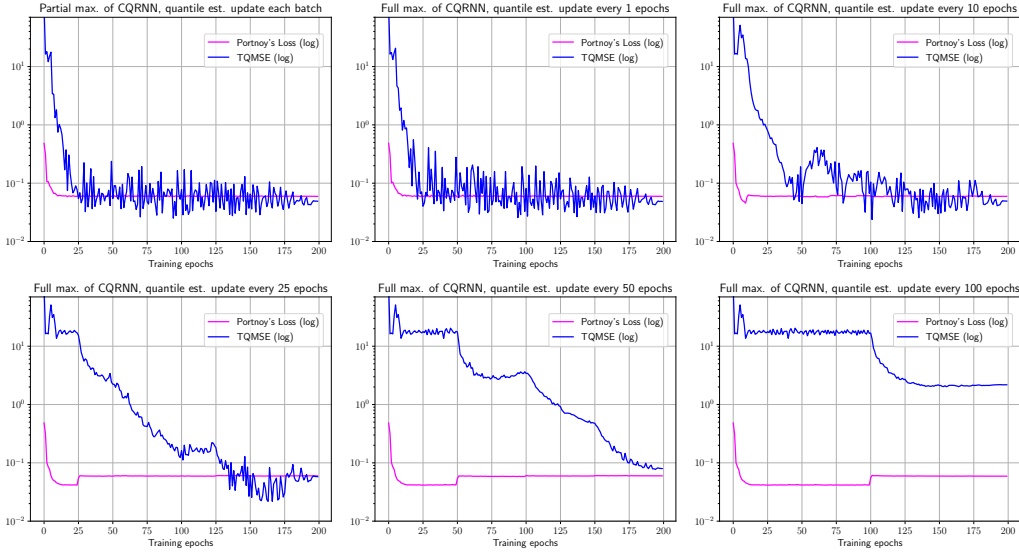 Partial max. of CQRNN, quantile est. update each batch
Portnoy's Loss (log)
TQMSE (log)
10^1
10^0
10^−1
10^−2
0 25 50 75 100 125 150 175 200
Training epochs
Full max. of CQRNN, quantile est. update every 1 epochs
Portnoy's Loss (log)
TQMSE (log)
10^1
10^0
10^−1
10^−2
0 25 50 75 100 125 150 175 200
Training epochs
Full max. of CQRNN, quantile est. update every 10 epochs
Portnoy's Loss (log)
TQMSE (log)
10^1
10^0
10^−1
10^−2
0 25 50 75 100 125 150 175 200
Training epochs
Full max. of CQRNN, quantile est. update every 25 epochs
Portnoy's Loss (log)
TQMSE (log)
10^1
10^0
10^−1
10^−2
0 25 50 75 100 125 150 175 200
Training epochs
Full max. of CQRNN, quantile est. update every 50 epochs
Portnoy's Loss (log)
TQMSE (log)
10^1
10^0
10^−1
10^−2
0 25 50 75 100 125 150 175 200
Training epochs
Full max. of CQRNN, quantile est. update every 100 epochs
Portnoy's Loss (log)
TQMSE (log)
10^1
10^0
10^−1
10^−2
0 25 50 75 100 125 150 175 200
Training epochs